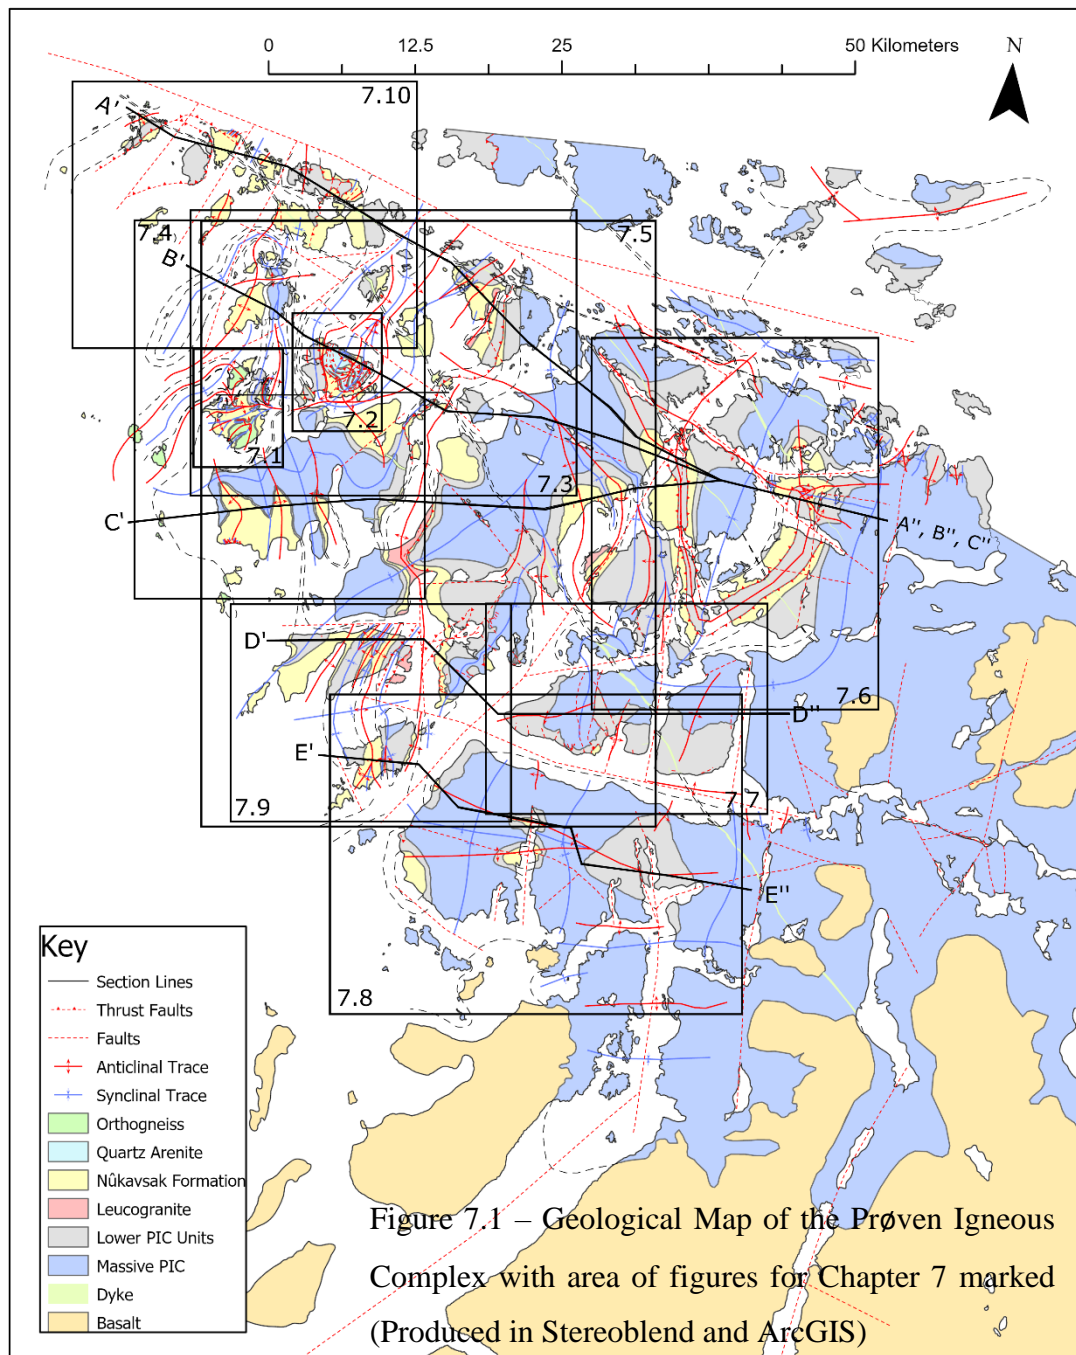 0 12.5 25 50 Kilometers N
A' 7.10
7.4 7.5
B'
7.2
7.1
7.3
C' A'', B'', C''
D'
7.6
D''
E'
7.7
7.9
E''
7.8
Key
Section Lines
Thrust Faults
Faults
Anticlinal Trace
Synclinal Trace
Orthogneiss
Quartz Arenite
Nûkavsak Formation
Leucogranite
Lower PIC Units
Massive PIC
Dyke
Basalt
Figure 7.1 – Geological Map of the Prøven Igneous
Complex with area of figures for Chapter 7 marked
(Produced in Stereoblend and ArcGIS)